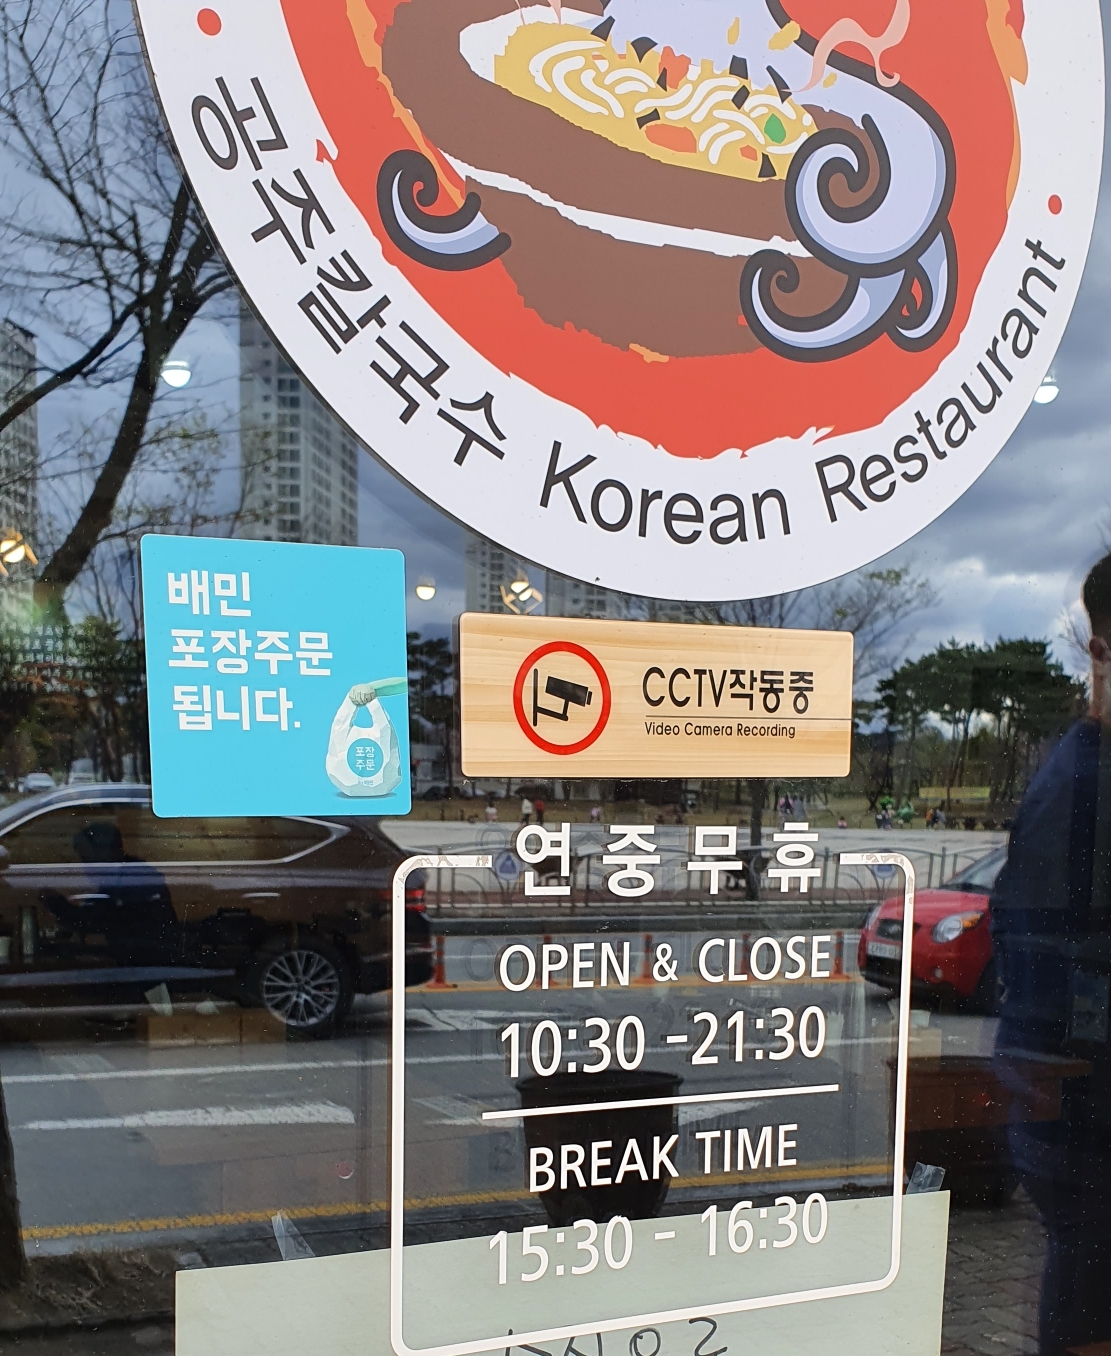 공주칼국수 Korean Restaurant
배민
포장주문
됩니다.
포장
주문
CCTV작동중
Video Camera Recording
연중무휴
OPEN & CLOSE
10:30 -21:30
BREAK TIME
15:30 - 16:30